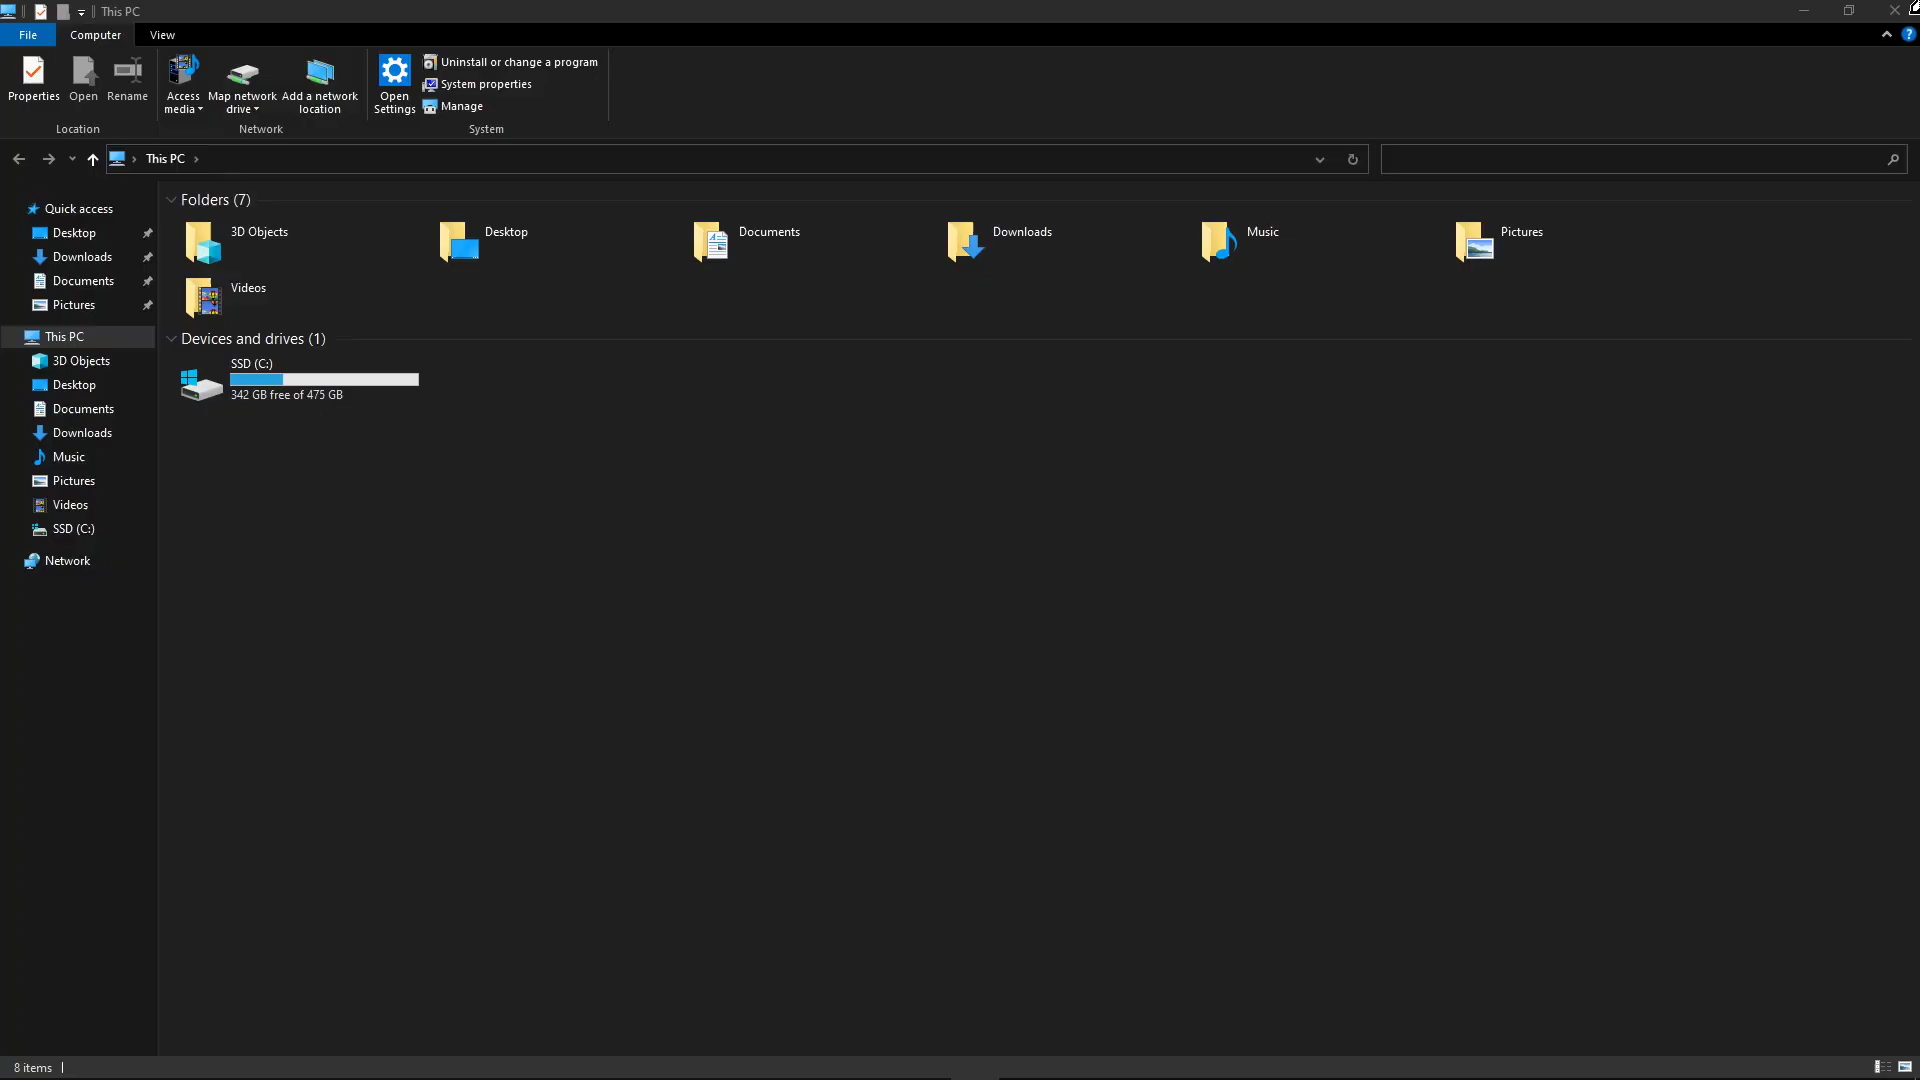 This PC
File Computer View
Properties Open Rename Access media Map network drive Add a network location Open Settings Uninstall or change a program
System properties
Manage
Location Network System
This PC
Quick access
Desktop
Downloads
Documents
Pictures
This PC
3D Objects
Desktop
Documents
Downloads
Music
Pictures
Videos
SSD (C:)
Network
Folders (7)
3D Objects Desktop Documents Downloads Music Pictures
Videos
Devices and drives (1)
SSD (C:)
342 GB free of 475 GB
8 items